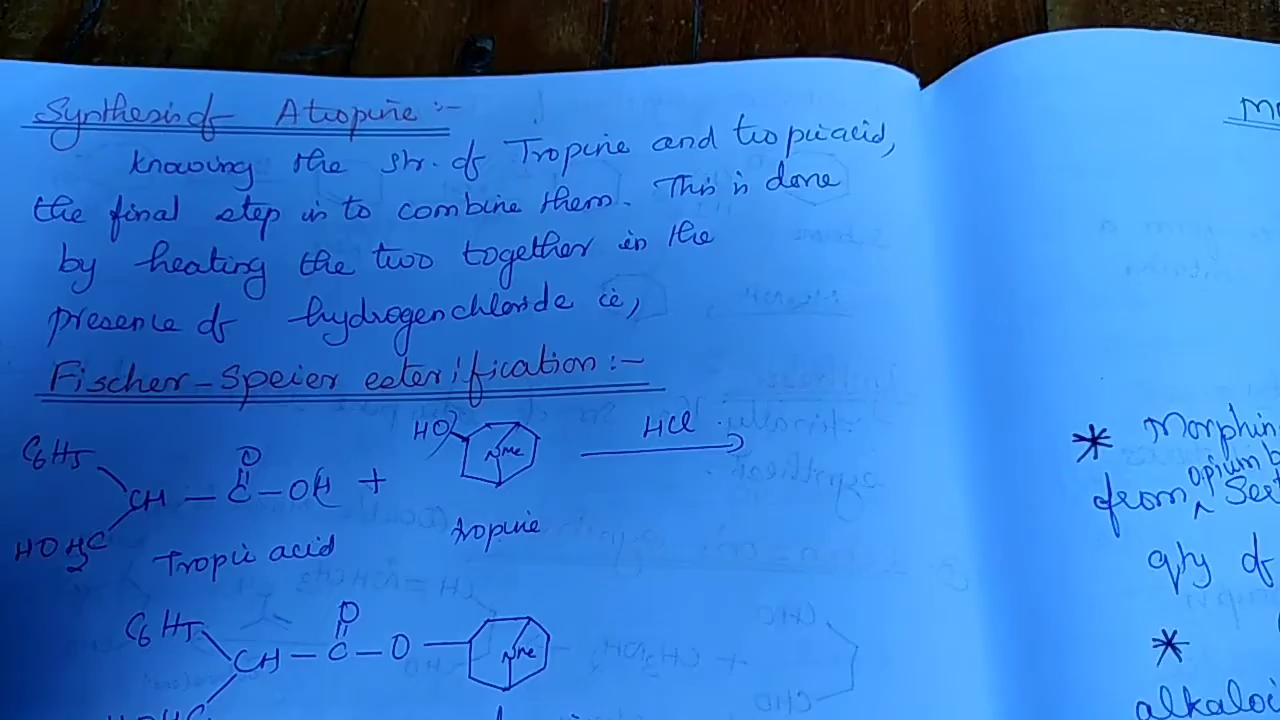 Synthesis of Atropine :-
Knowing the str. of Tropine and tropic acid,
the final step is to combine them. This is done
by heating the two together in the
presence of hydrogen chloride ie,
Fischer-Speier esterification :-
C6H5
CH - C - OH + HO NMe HCl
O
HOH2C
Tropic acid
tropine
C6H5
O
CH - C - O NMe
HOH2C
* Morphin
from opium
qty of
*
alkaloi